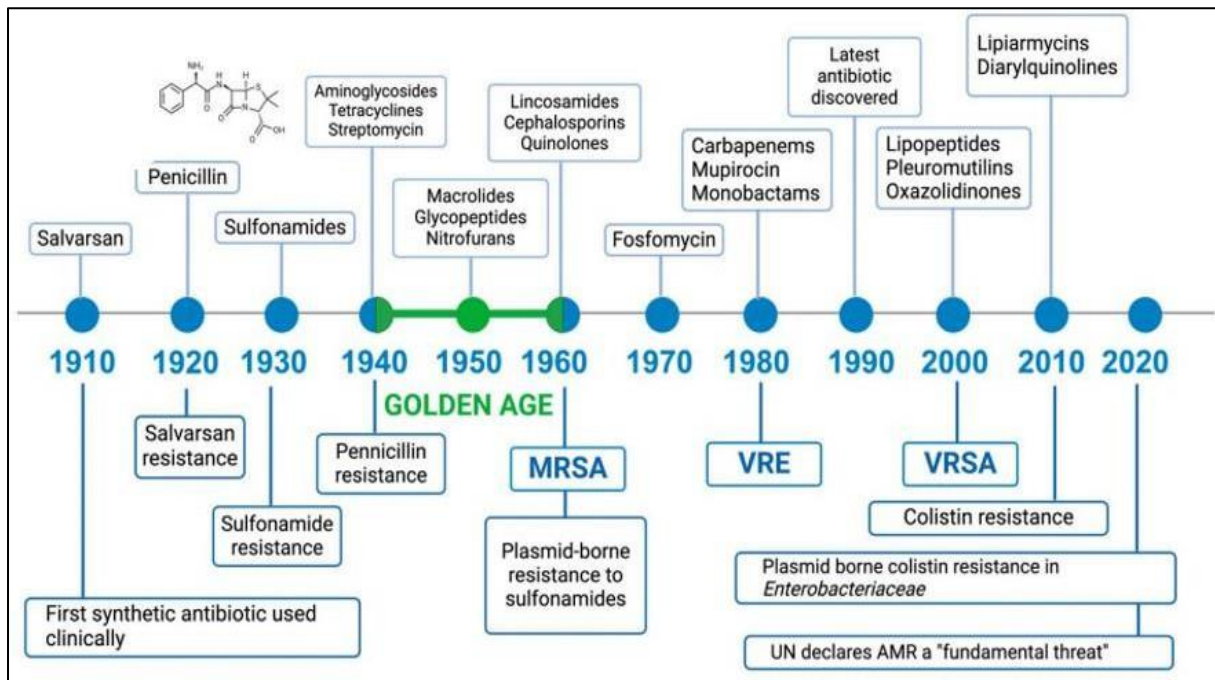 NH₂
H
N
H
S
O
N
O
OH
O
Salvarsan
Penicillin
Sulfonamides
Aminoglycosides
Tetracyclines
Streptomycin
Macrolides
Glycopeptides
Nitrofurans
Lincosamides
Cephalosporins
Quinolones
Fosfomycin
Carbapenems
Mupirocin
Monobactams
Latest
antibiotic
discovered
Lipopeptides
Pleuromutilins
Oxazolidinones
Lipiarmycins
Diarylquinolines
1910 1920 1930 1940 1950 1960 1970 1980 1990 2000 2010 2020
GOLDEN AGE
First synthetic antibiotic used
clinically
Salvarsan
resistance
Sulfonamide
resistance
Pennicillin
resistance
MRSA
Plasmid-borne
resistance to
sulfonamides
VRE
VRSA
Colistin resistance
Plasmid borne colistin resistance in
Enterobacteriaceae
UN declares AMR a "fundamental threat"